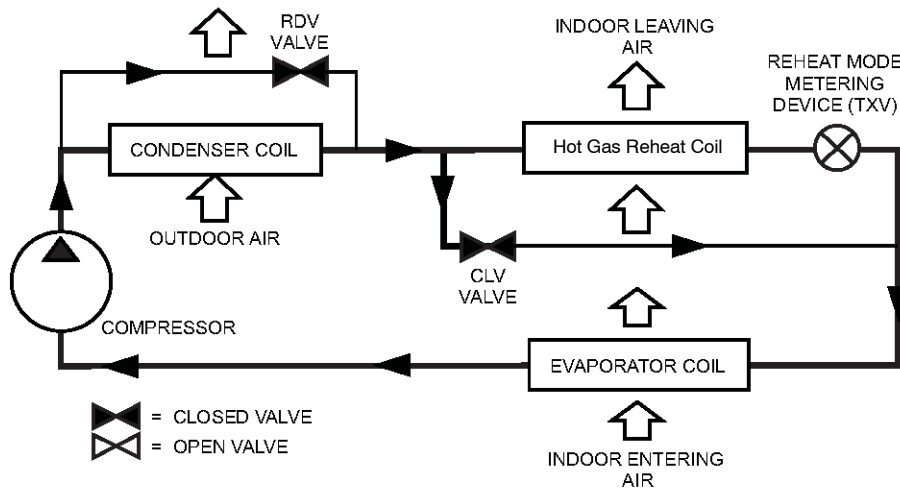 RDV
VALVE
INDOOR LEAVING
AIR
REHEAT MODE
METERING
DEVICE (TXV)
CONDENSER COIL
Hot Gas Reheat Coil
OUTDOOR AIR
CLV
VALVE
COMPRESSOR
EVAPORATOR COIL
= CLOSED VALVE
= OPEN VALVE
INDOOR ENTERING
AIR